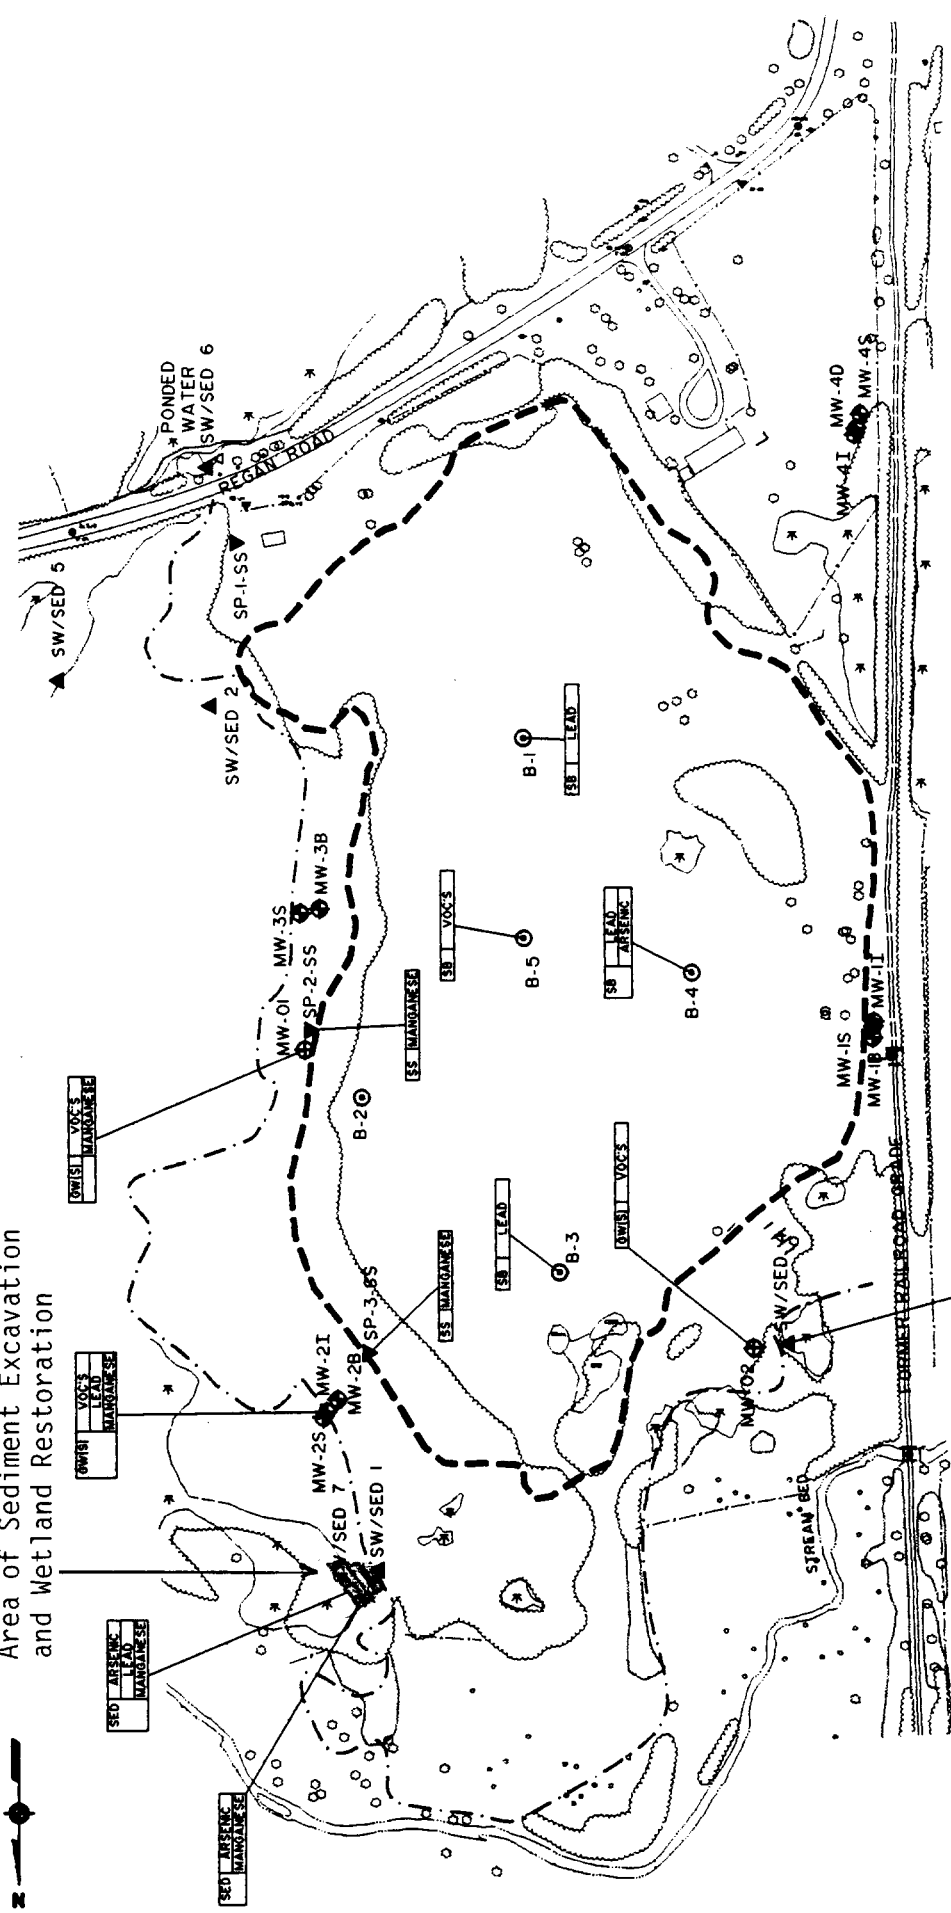 Area of Sediment Excavation
and Wetland Restoration
N
SED ARSENIC
LEAD
MANGANESE
SED ARSENIC
MANGANESE
GW(S) VOC'S
LEAD
MANGANESE
GW(S) VOC'S
MANGANESE
SW/SED 1
MW-2S
MW-2I
MW-2B
SP-3-SS
SS MANGANESE
MW-01
SP-2-SS
SS MANGANESE
MW-3S
MW-3B
SW/SED 2
SW/SED 5
SP-1-SS
PONDED
WATER
SW/SED 6
REGAN ROAD
B-2
B-3
SB LEAD
B-5
SB VOC'S
B-1
SB LEAD
B-4
SB LEAD
ARSENIC
GW(S) VOC'S
MW-02
STREAM BED
MW-1S
MW-1I
MW-1B
MW-4I
MW-4D
MW-4S
FORMER RAILROAD GRADE